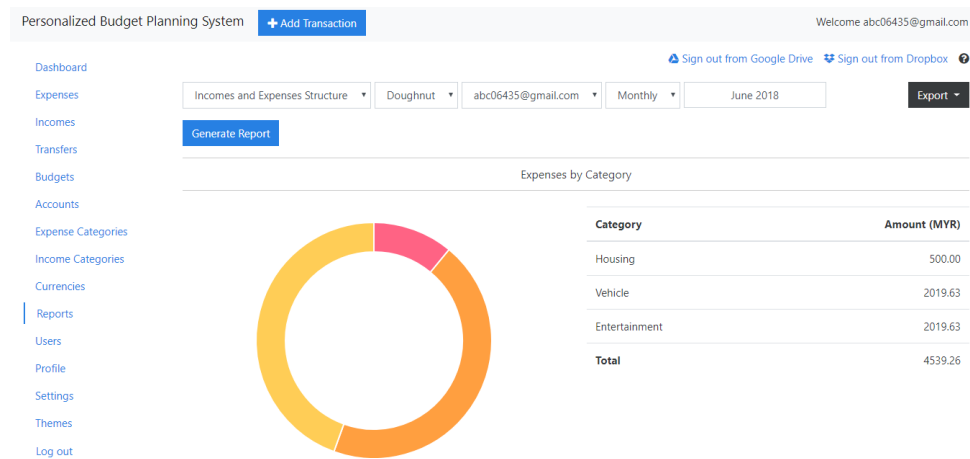 Personalized Budget Planning System
Add Transaction
Welcome abc06435@gmail.com
Sign out from Google Drive
Sign out from Dropbox
Dashboard
Expenses
Incomes
Transfers
Budgets
Accounts
Expense Categories
Income Categories
Currencies
Reports
Users
Profile
Settings
Themes
Log out
Incomes and Expenses Structure
Doughnut
abc06435@gmail.com
Monthly
June 2018
Export
Generate Report
Expenses by Category
Category Amount (MYR)
Housing 500.00
Vehicle 2019.63
Entertainment 2019.63
Total 4539.26